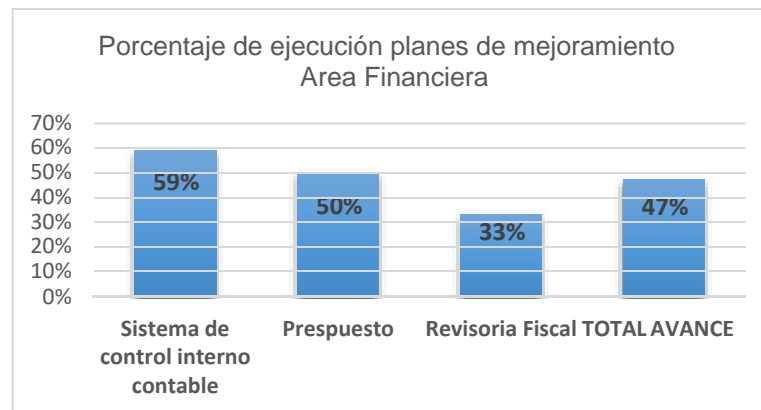 Porcentaje de ejecución planes de mejoramiento
Area Financiera
70%
60%
50%
40%
30%
20%
10%
0%
59%
50%
33%
47%
Sistema de
control interno
contable
Prespuesto
Revisoria Fiscal
TOTAL AVANCE